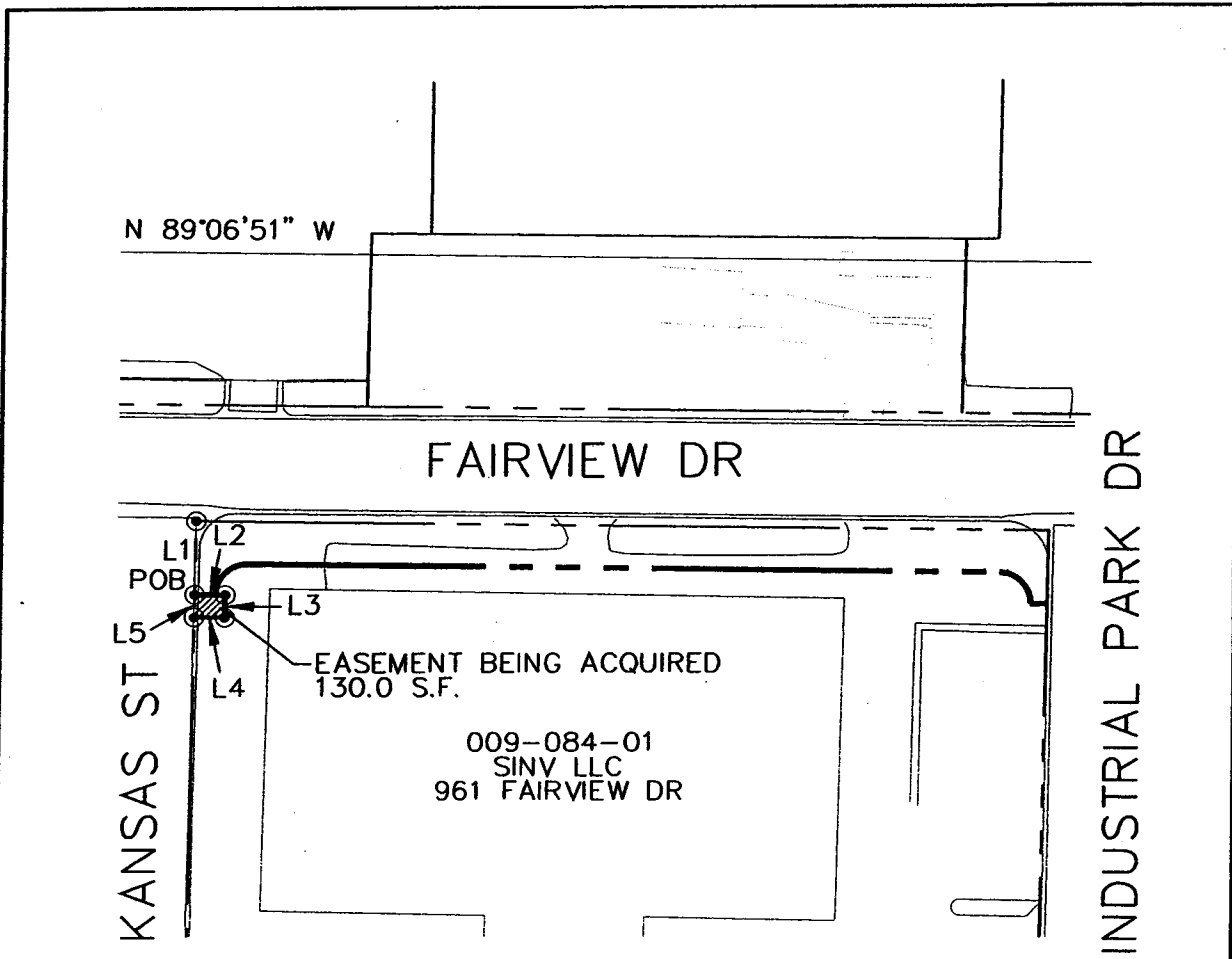 N 89°06'51" W
FAIRVIEW DR
L1
L2
POB
L3
L5
L4
EASEMENT BEING ACQUIRED
130.0 S.F.
009-084-01
SINV LLC
961 FAIRVIEW DR
KANSAS ST
INDUSTRIAL PARK DR